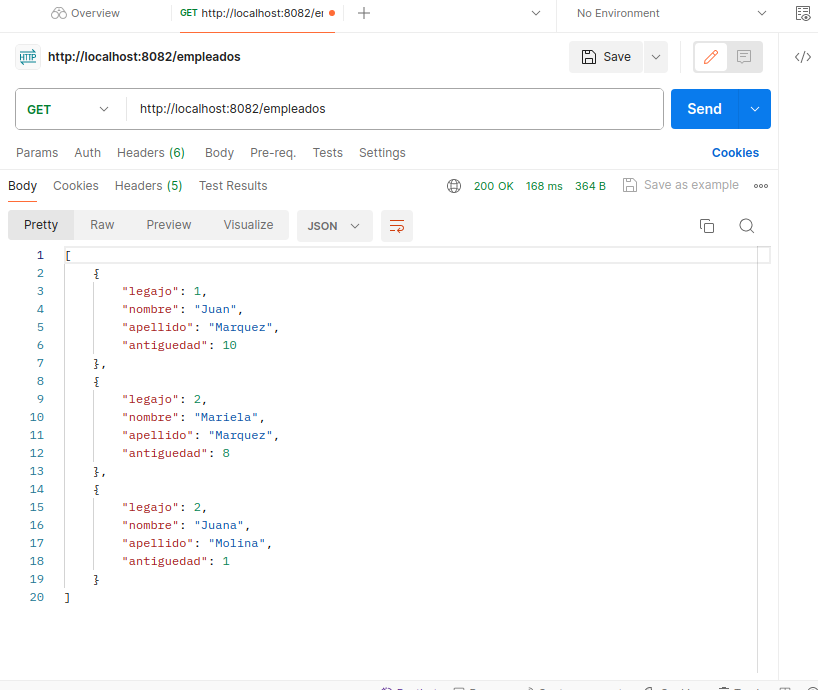 Overview GET http://localhost:8082/er No Environment
HTTP http://localhost:8082/empleados Save
GET http://localhost:8082/empleados Send
Params Auth Headers (6) Body Pre-req. Tests Settings Cookies
Body Cookies Headers (5) Test Results 200 OK 168 ms 364 B Save as example
Pretty Raw Preview Visualize JSON
1 [
2 {
3 "legajo": 1,
4 "nombre": "Juan",
5 "apellido": "Marquez",
6 "antiguedad": 10
7 },
8 {
9 "legajo": 2,
10 "nombre": "Mariela",
11 "apellido": "Marquez",
12 "antiguedad": 8
13 },
14 {
15 "legajo": 2,
16 "nombre": "Juana",
17 "apellido": "Molina",
18 "antiguedad": 1
19 }
20 ]